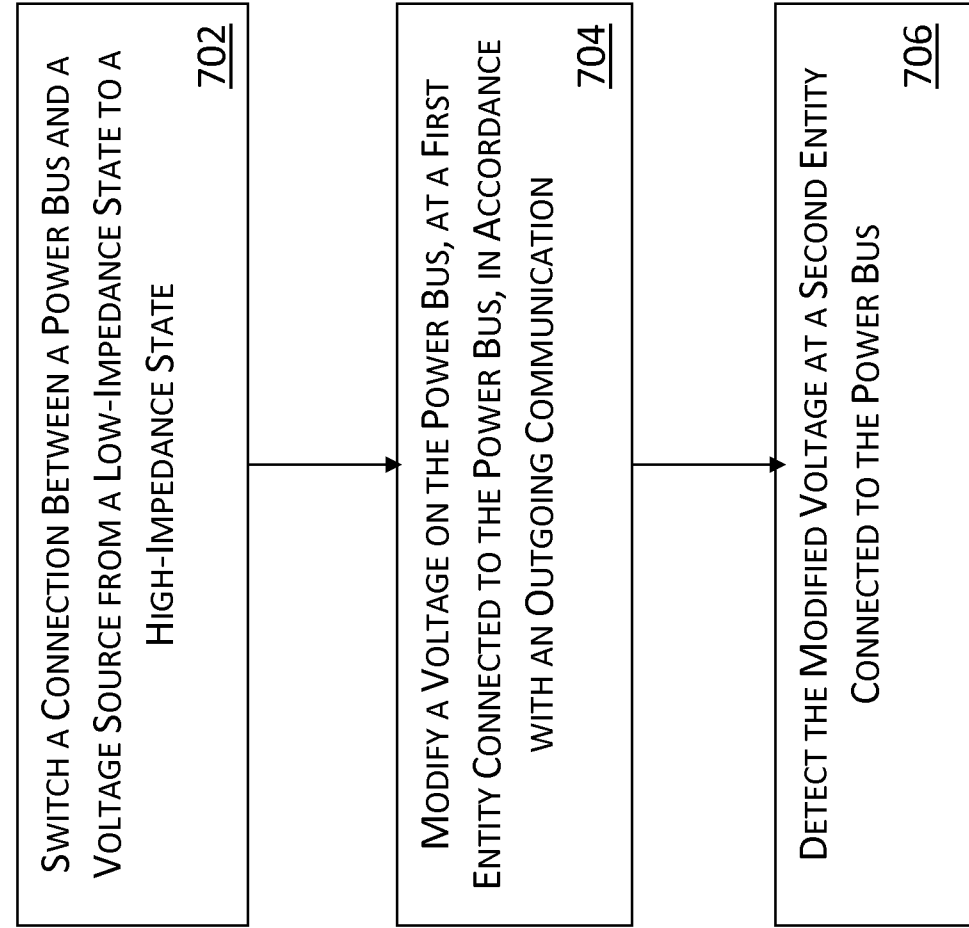 SWITCH A CONNECTION BETWEEN A POWER BUS AND A
VOLTAGE SOURCE FROM A LOW-IMPEDANCE STATE TO A
HIGH-IMPEDANCE STATE
702
MODIFY A VOLTAGE ON THE POWER BUS, AT A FIRST
ENTITY CONNECTED TO THE POWER BUS, IN ACCORDANCE
WITH AN OUTGOING COMMUNICATION
704
DETECT THE MODIFIED VOLTAGE AT A SECOND ENTITY
CONNECTED TO THE POWER BUS
706